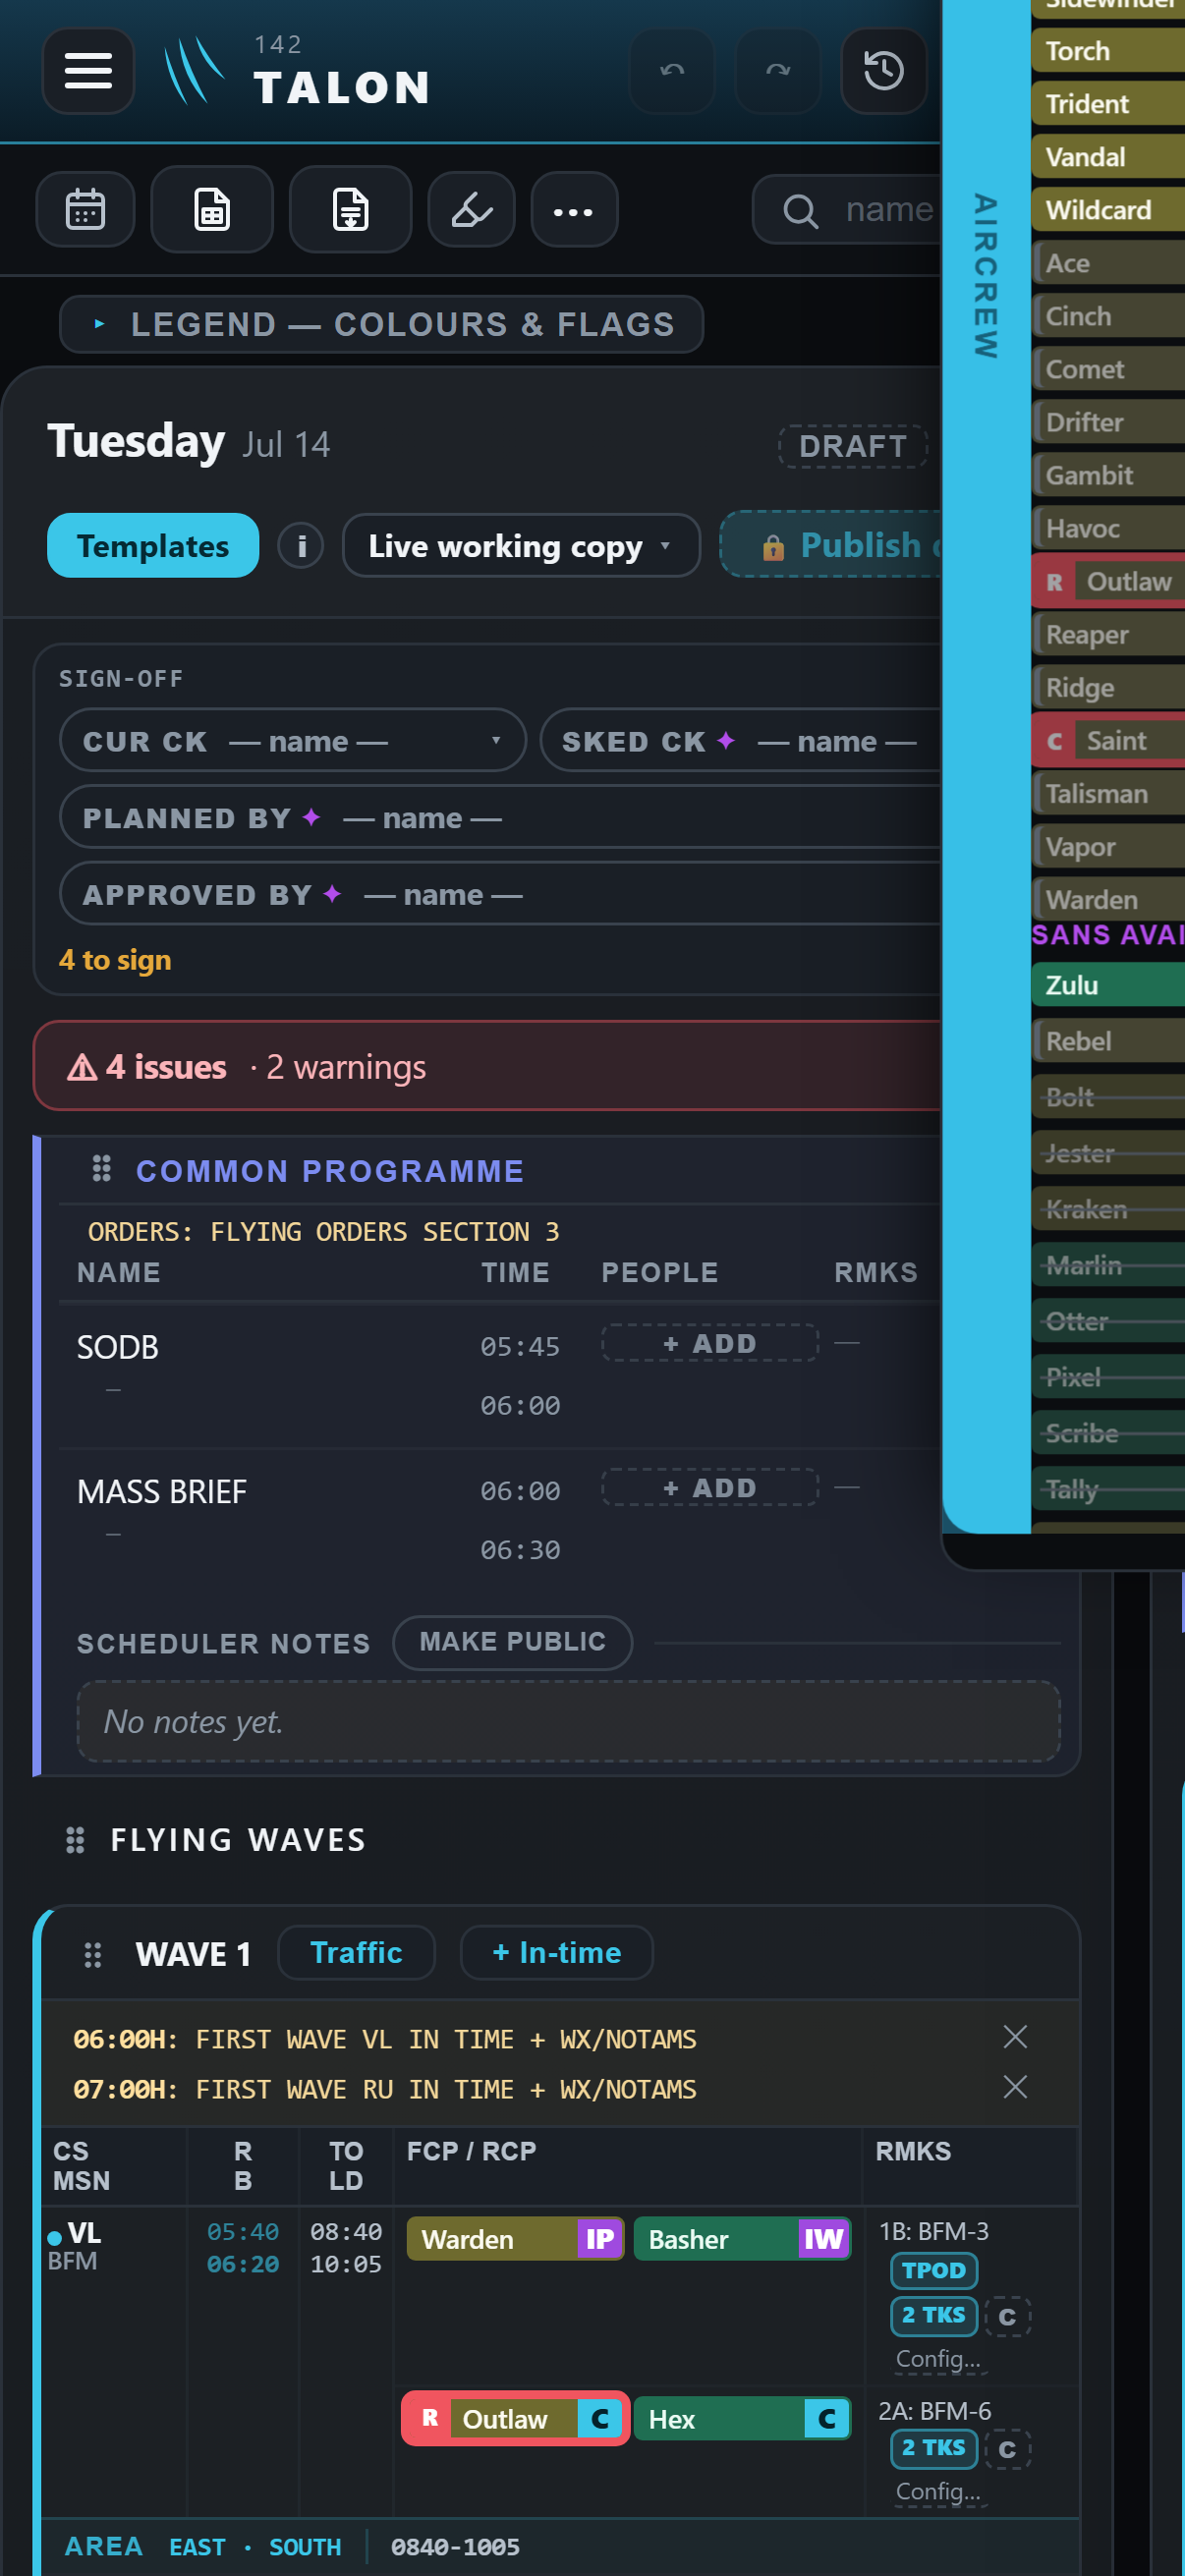 142
TALON
name
LEGEND — COLOURS & FLAGS
Tuesday Jul 14
DRAFT
Templates
i
Live working copy
Publish
SIGN-OFF
CUR CK — name —
SKED CK — name —
PLANNED BY — name —
APPROVED BY — name —
4 to sign
4 issues · 2 warnings
COMMON PROGRAMME
ORDERS: FLYING ORDERS SECTION 3
NAME TIME PEOPLE RMKS
SODB 05:45 + ADD —
– 06:00
MASS BRIEF 06:00 + ADD —
– 06:30
SCHEDULER NOTES MAKE PUBLIC
No notes yet.
FLYING WAVES
WAVE 1 Traffic + In-time
06:00H: FIRST WAVE VL IN TIME + WX/NOTAMS
07:00H: FIRST WAVE RU IN TIME + WX/NOTAMS
CS R TO FCP / RCP RMKS
MSN B LD
VL 05:40 08:40 Warden IP Basher IW 1B: BFM-3
BFM 06:20 10:05 TPOD
2 TKS C
Config...
R Outlaw C Hex C 2A: BFM-6
2 TKS C
Config...
AREA EAST · SOUTH 0840-1005
AIRCREW
Sidewinder
Torch
Trident
Vandal
Wildcard
Ace
Cinch
Comet
Drifter
Gambit
Havoc
R Outlaw
Reaper
Ridge
C Saint
Talisman
Vapor
Warden
SANS AVAI
Zulu
Rebel
Bolt
Jester
Kraken
Marlin
Otter
Pixel
Scribe
Tally